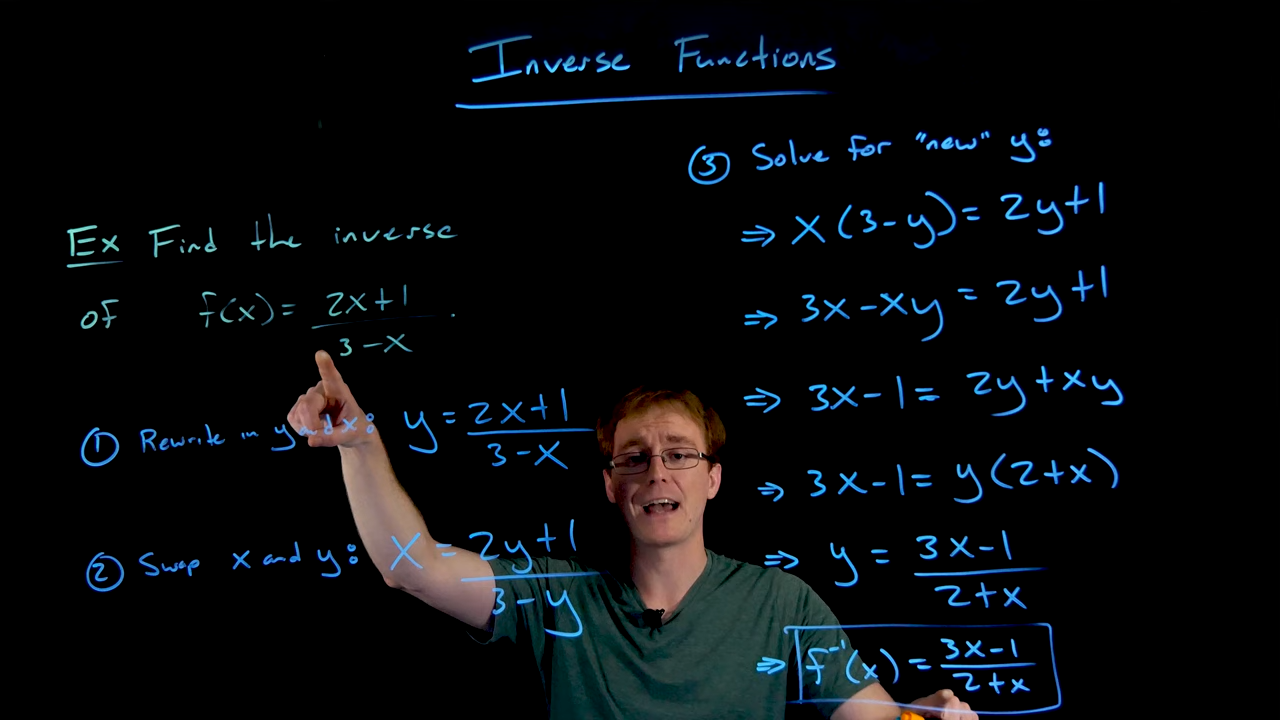 Inverse Functions
Ex Find the inverse
of f(x) = 2x+1 / 3-x .
① Rewrite in y and x: y = 2x+1 / 3-x
② Swap x and y: x = 2y+1 / 3-y
③ Solve for "new" y:
⇒ x(3-y) = 2y+1
⇒ 3x-xy = 2y+1
⇒ 3x-1 = 2y+xy
⇒ 3x-1 = y(2+x)
⇒ y = 3x-1 / 2+x
⇒ f⁻¹(x) = 3x-1 / 2+x